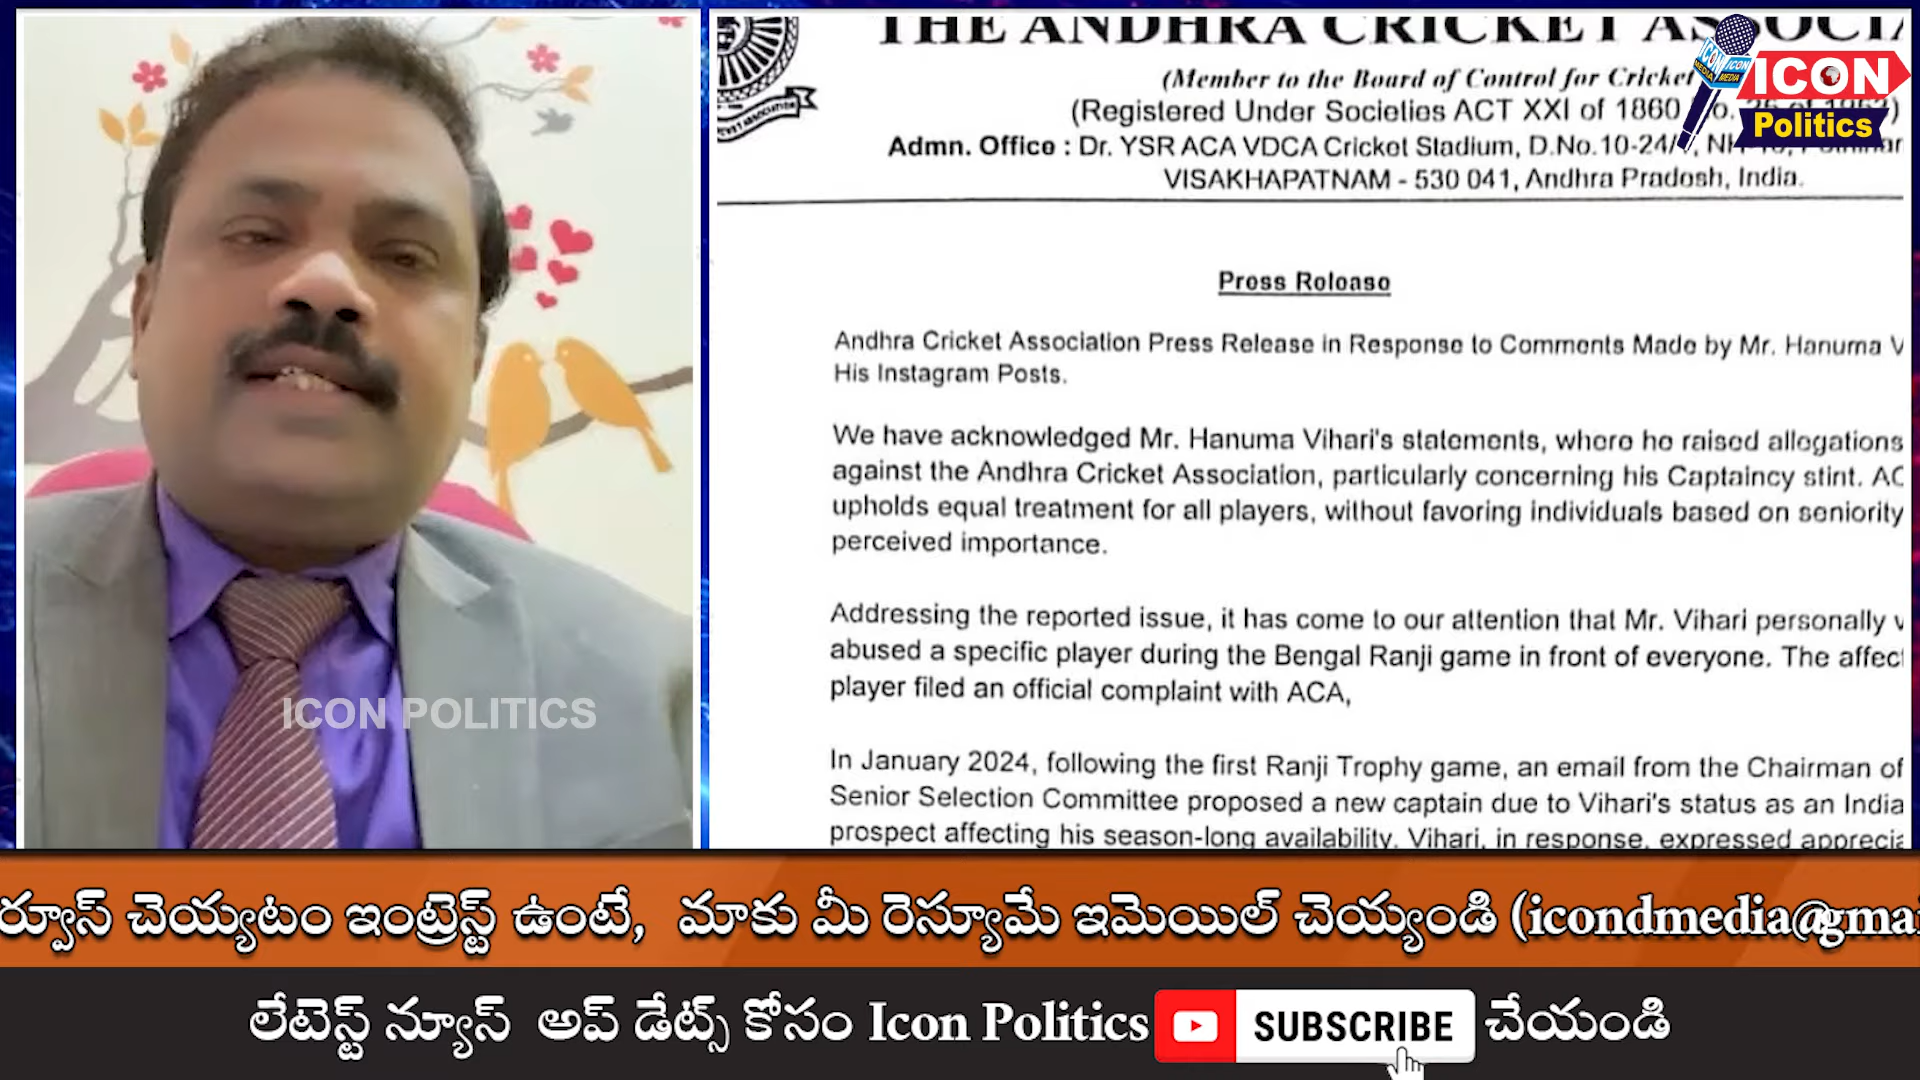 THE ANDHRA CRICKET ASSOCIA
(Member to the Board of Control for Cricket
(Registered Under Societies ACT XXI of 1860
Admn. Office : Dr. YSR ACA VDCA Cricket Stadium, D.No.10-24/
VISAKHAPATNAM - 530 041, Andhra Pradesh, India.
ICON
Politics
ICON
MEDIA
ICON
MEDIA
Press Release
Andhra Cricket Association Press Release in Response to Comments Made by Mr. Hanuma V
His Instagram Posts.
We have acknowledged Mr. Hanuma Vihari's statements, where he raised allegations
against the Andhra Cricket Association, particularly concerning his Captaincy stint. AC
upholds equal treatment for all players, without favoring individuals based on seniority
perceived importance.
Addressing the reported issue, it has come to our attention that Mr. Vihari personally v
abused a specific player during the Bengal Ranji game in front of everyone. The affect
player filed an official complaint with ACA,
In January 2024, following the first Ranji Trophy game, an email from the Chairman of
Senior Selection Committee proposed a new captain due to Vihari's status as an India
prospect affecting his season-long availability. Vihari, in response, expressed apprecia
ICON POLITICS
ర్వ్యూస్ చెయ్యటం ఇంట్రెస్ట్ ఉంటే, మాకు మీ రెస్యూమే ఇమెయిల్ చెయ్యండి (icondmedia@gmai
లేటెస్ట్ న్యూస్ అప్ డేట్స్ కోసం Icon Politics SUBSCRIBE చేయండి